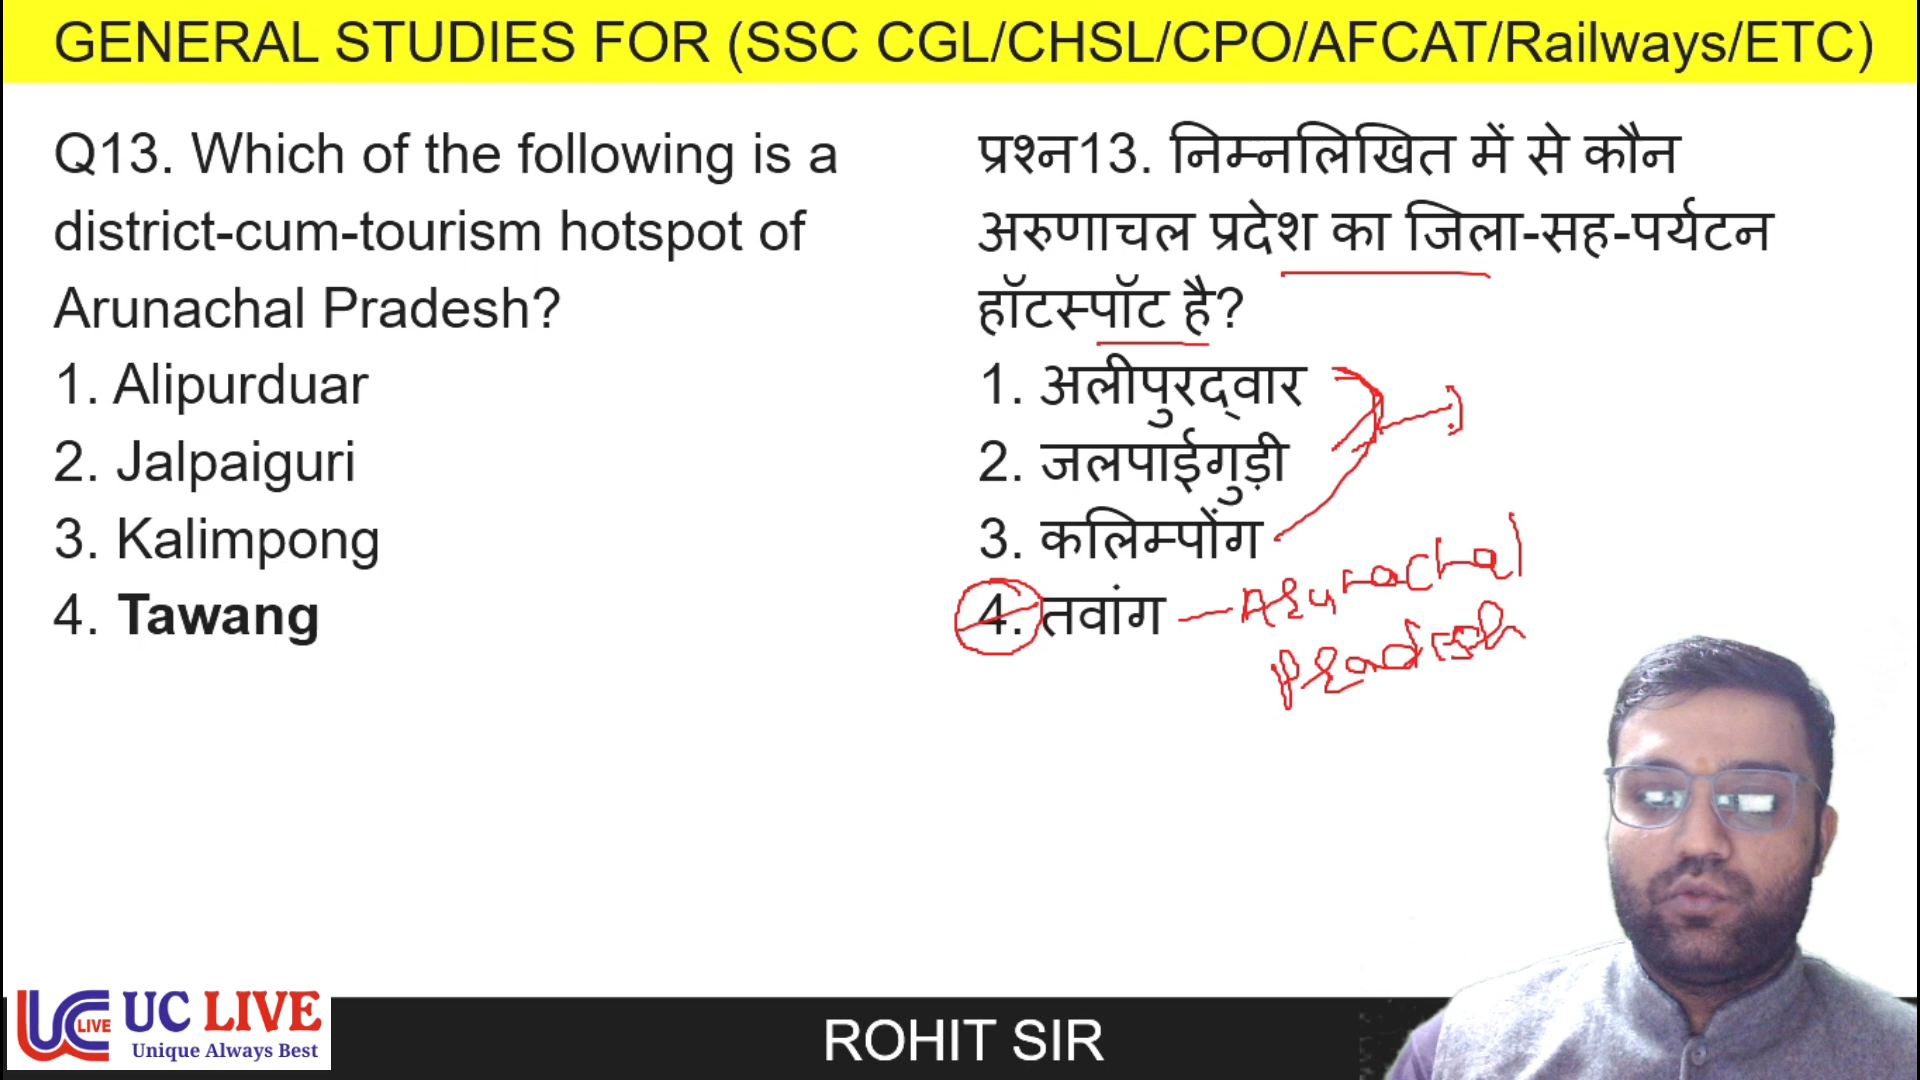 GENERAL STUDIES FOR (SSC CGL/CHSL/CPO/AFCAT/Railways/ETC)
Q13. Which of the following is a
district-cum-tourism hotspot of
Arunachal Pradesh?
1. Alipurduar
2. Jalpaiguri
3. Kalimpong
4. Tawang
प्रश्न13. निम्नलिखित में से कौन
अरुणाचल प्रदेश का जिला-सह-पर्यटन
हॉटस्पॉट है?
1. अलीपुरद्वार
2. जलपाईगुड़ी
3. कलिम्पोंग
4. तवांग
Arunachal
Pradesh
UC LIVE
LIVE
Unique Always Best
ROHIT SIR